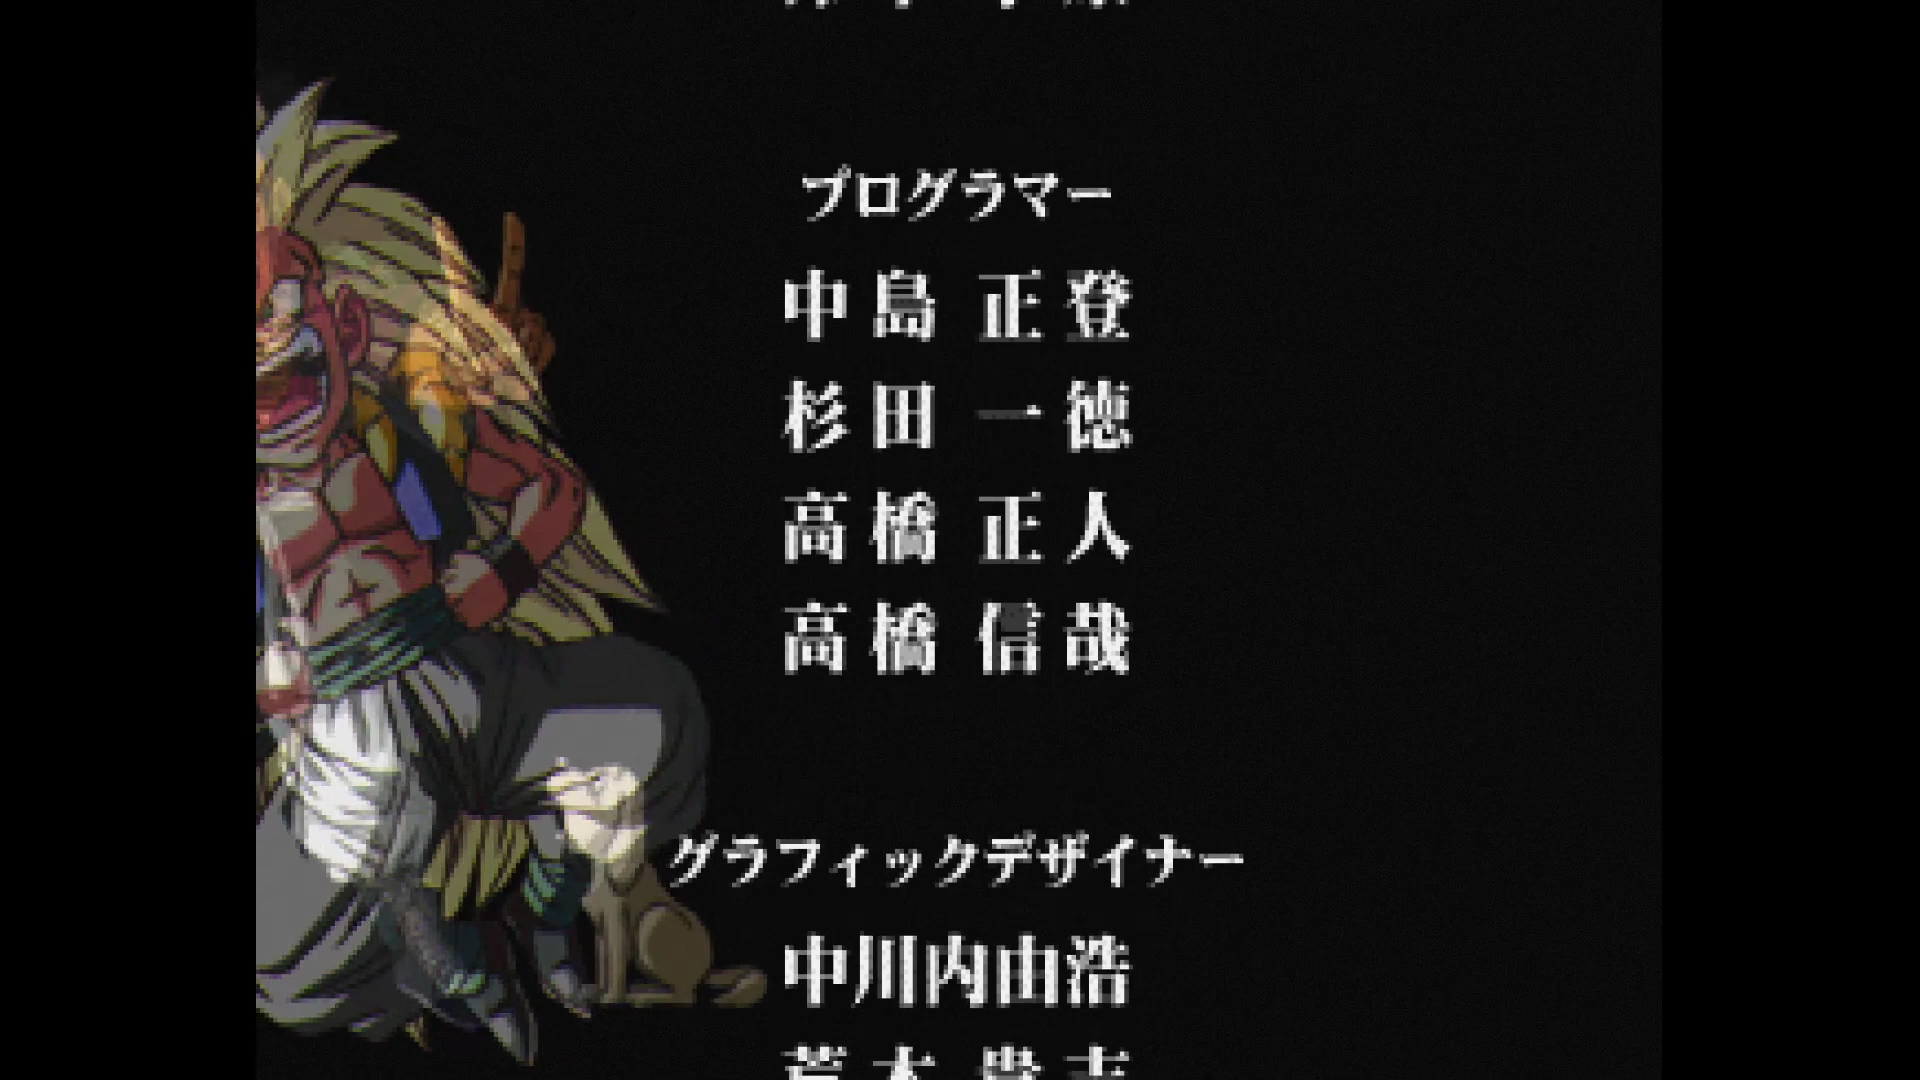 プログラマー
中島 正登
杉田 一徳
高橋 正人
高橋 信哉
グラフィックデザイナー
中川内由浩